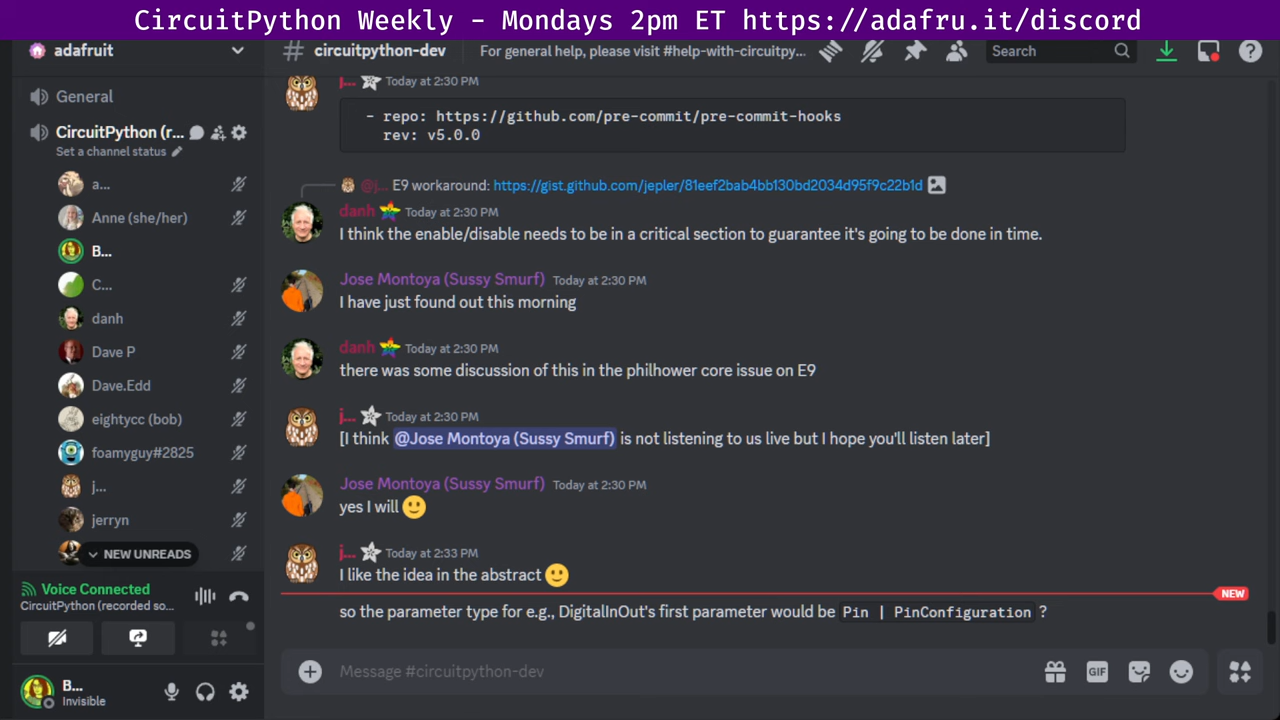 CircuitPython Weekly - Mondays 2pm ET https://adafru.it/discord
adafruit
circuitpython-dev
For general help, please visit #help-with-circuitpy...
Search
General
CircuitPython (r...
Set a channel status
a...
Anne (she/her)
B...
C...
danh
Dave P
Dave.Edd
eightycc (bob)
foamyguy#2825
j...
jerryn
NEW UNREADS
Voice Connected
CircuitPython (recorded so...
B...
Invisible
j... Today at 2:30 PM
- repo: https://github.com/pre-commit/pre-commit-hooks
rev: v5.0.0
@j... E9 workaround: https://gist.github.com/jepler/81eef2bab4bb130bd2034d95f9c22b1d
danh Today at 2:30 PM
I think the enable/disable needs to be in a critical section to guarantee it's going to be done in time.
Jose Montoya (Sussy Smurf) Today at 2:30 PM
I have just found out this morning
danh Today at 2:30 PM
there was some discussion of this in the philhower core issue on E9
j... Today at 2:30 PM
[I think @Jose Montoya (Sussy Smurf) is not listening to us live but I hope you'll listen later]
Jose Montoya (Sussy Smurf) Today at 2:30 PM
yes I will 🙂
j... Today at 2:33 PM
I like the idea in the abstract 🙂
NEW
so the parameter type for e.g., DigitalInOut's first parameter would be Pin | PinConfiguration ?
Message #circuitpython-dev
GIF